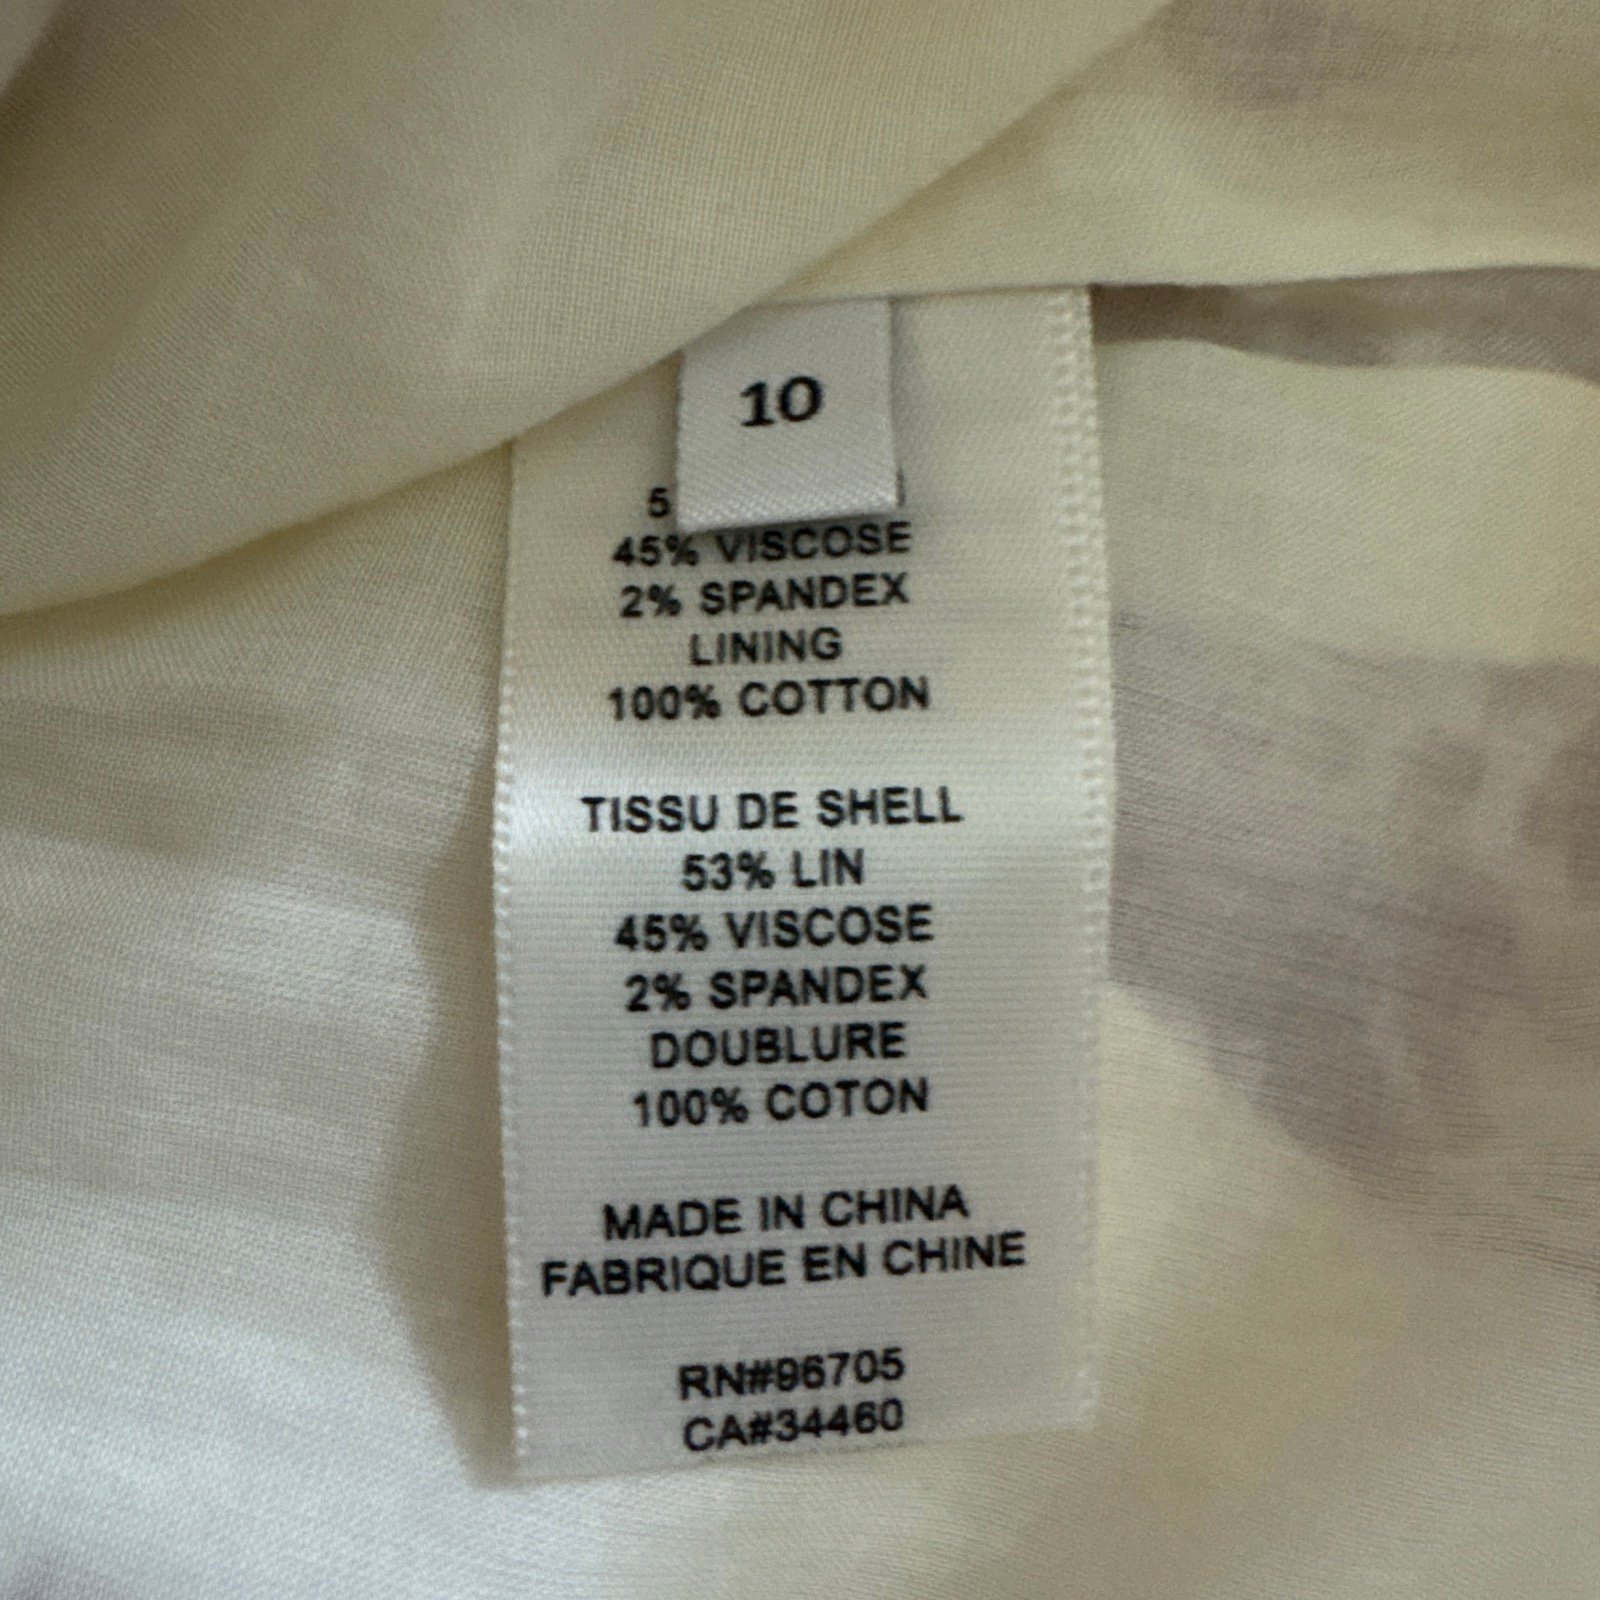 10
5
45% VISCOSE
2% SPANDEX
LINING
100% COTTON
TISSU DE SHELL
53% LIN
45% VISCOSE
2% SPANDEX
DOUBLURE
100% COTON
MADE IN CHINA
FABRIQUE EN CHINE
RN#96705
CA#34460